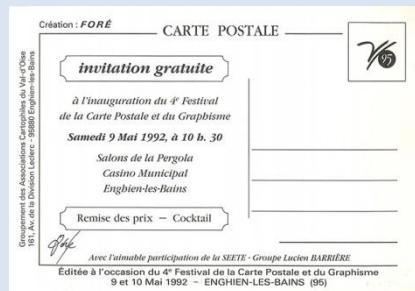 Création : FORÉ
CARTE POSTALE
95
invitation gratuite
à l'inauguration du 4e Festival
de la Carte Postale et du Graphisme
Samedi 9 Mai 1992, à 10 h. 30
Salons de la Pergola
Casino Municipal
Enghien-les-Bains
Remise des prix – Cocktail
Avec l'aimable participation de la SEETE - Groupe Lucien BARRIÈRE
Éditée à l'occasion du 4e Festival de la Carte Postale et du Graphisme
9 et 10 Mai 1992 – ENGHIEN-LES-BAINS (95)
Groupement des Associations Cartophiles du Val-d'Oise
161, Av. de la Division Leclerc - 95880 Enghien-les-Bains